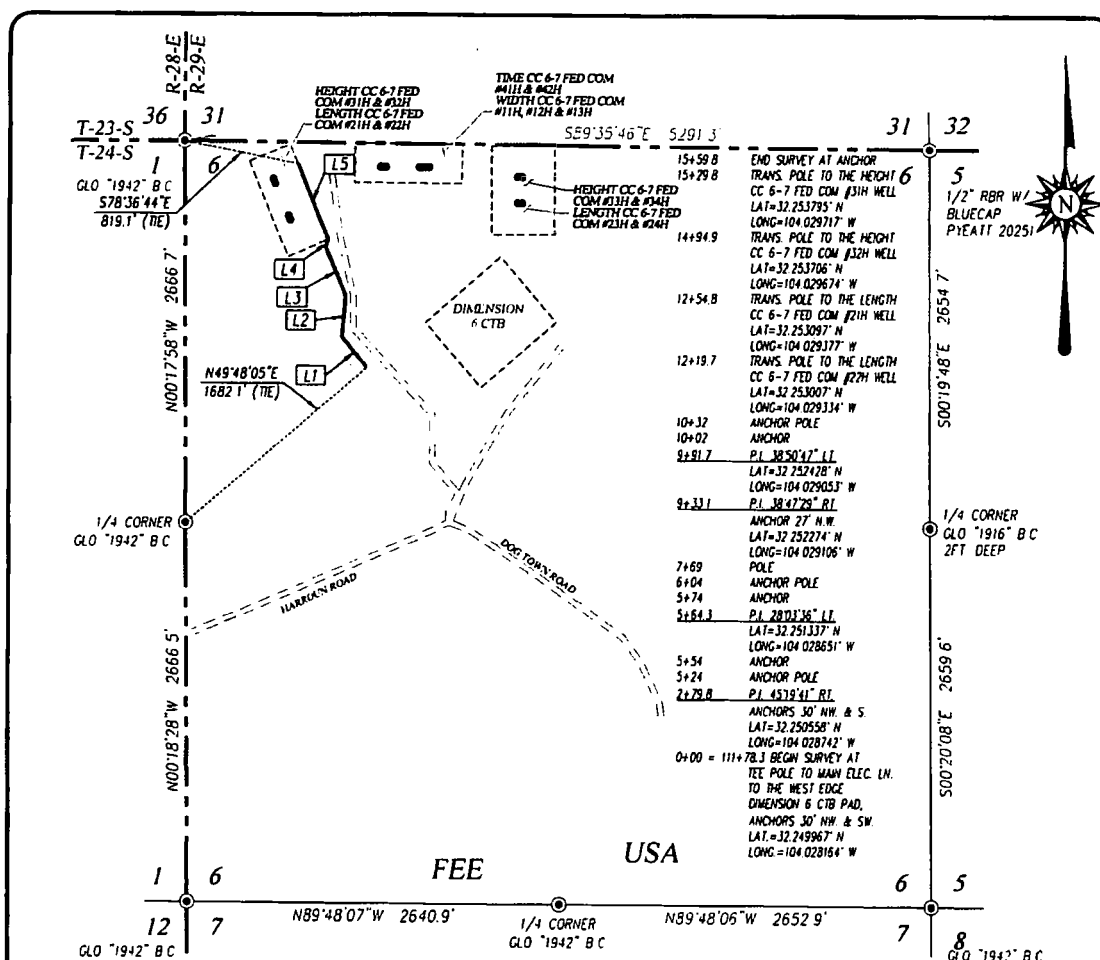 R-28-E
R-29-E
36
31
T-23-S
T-24-S
1
6
GLO "1942" B C
S78°36'44"E
819.1' (TIE)
HEIGHT CC 6-7 FED
COM #31H & #32H
LENGTH CC 6-7 FED
COM #21H & #22H
TIME CC 6-7 FED COM
#41H & #42H
WIDTH CC 6-7 FED COM
#11H, #12H & #13H
S89°35'46"E 5291 3'
31
32
6
5
1/2" RBR W/
BLUECAP
PYEATT 20251
N
L5
HEIGHT CC 6-7 FED
COM #33H & #34H
LENGTH CC 6-7 FED
COM #23H & #24H
L4
L3
L2
L1
DIMENSION
6 CTB
N00°17'58"W 2666 7'
N49°48'05"E
1682 1' (TIE)
1/4 CORNER
GLO "1942" B C
HARROUN ROAD
DOG TOWN ROAD
N00°18'28"W 2666 5'
15+59.8 END SURVEY AT ANCHOR
15+29.8 TRANS. POLE TO THE HEIGHT
CC 6-7 FED COM #31H WELL
LAT=32.253795° N
LONG=104.029717° W
14+94.9 TRANS. POLE TO THE HEIGHT
CC 6-7 FED COM #32H WELL
LAT=32 253706° N
LONG=104.029674° W
12+54.8 TRANS. POLE TO THE LENGTH
CC 6-7 FED COM #21H WELL
LAT=32.253097° N
LONG=104.029377° W
12+19.7 TRANS. POLE TO THE LENGTH
CC 6-7 FED COM #22H WELL
LAT=32.253007° N
LONG=104.029334° W
10+32 ANCHOR POLE
10+02 ANCHOR
9+91.7 P.I. 38°50'47" LT
LAT=32 252428° N
LONG=104.029053° W
9+33.1 P.I. 38°47'29" RT
ANCHOR 27' N.W.
LAT=32 252274° N
LONG=104 029106° W
7+69 POLE
6+04 ANCHOR POLE
5+74 ANCHOR
5+64.3 P.I. 28°03'36" LT
LAT=32.251337° N
LONG=104 028651° W
5+54 ANCHOR
5+24 ANCHOR POLE
2+79.8 P.I. 45°19'41" RT.
ANCHORS 30' NW. & S.
LAT=32.250558° N
LONG=104 028742° W
0+00 = 111+78.3 BEGIN SURVEY AT
TEE POLE TO MAIN ELEC. LN.
TO THE WEST EDGE
DIMENSION 6 CTB PAD,
ANCHORS 30' NW. & SW.
LAT.=32.249967° N
LONG.=104 028164° W
S00°19'48"E 2654 7'
1/4 CORNER
GLO "1916" B C
2FT DEEP
S00°20'08"E 2659 6'
FEE
USA
1
6
12
7
GLO "1942" B C
N89°48'07"W 2640.9'
1/4 CORNER
GLO "1942" B C
N89°48'06"W 2652 9'
6
5
7
8
GLO "1942" B C